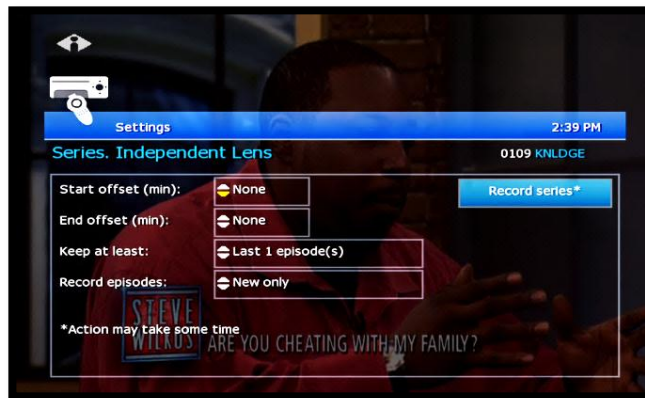 Settings 2:39 PM
Series. Independent Lens 0109 KNLDGE
Start offset (min): None Record series*
End offset (min): None
Keep at least: Last 1 episode(s)
Record episodes: New only
*Action may take some time
STEVE
WILKOS ARE YOU CHEATING WITH MY FAMILY?